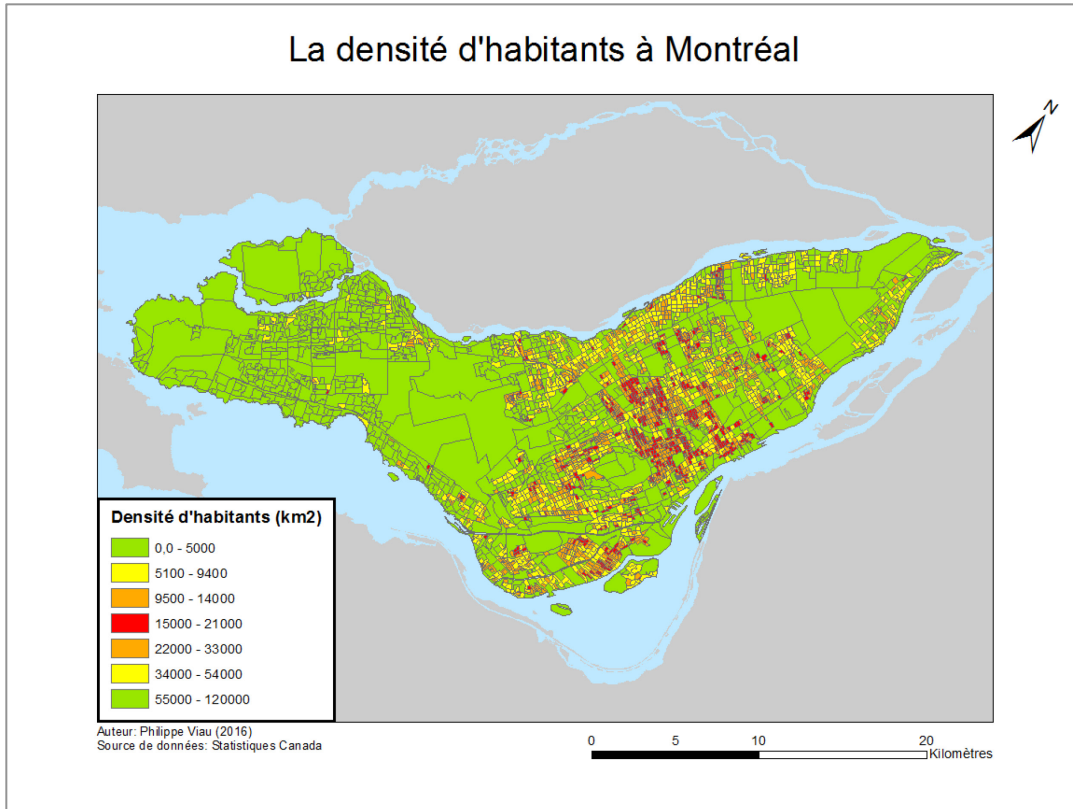 La densité d'habitants à Montréal
N
Densité d'habitants (km2)
0,0 - 5000
5100 - 9400
9500 - 14000
15000 - 21000
22000 - 33000
34000 - 54000
55000 - 120000
Auteur: Philippe Viau (2016)
Source de données: Statistiques Canada
0 5 10 20
Kilomètres